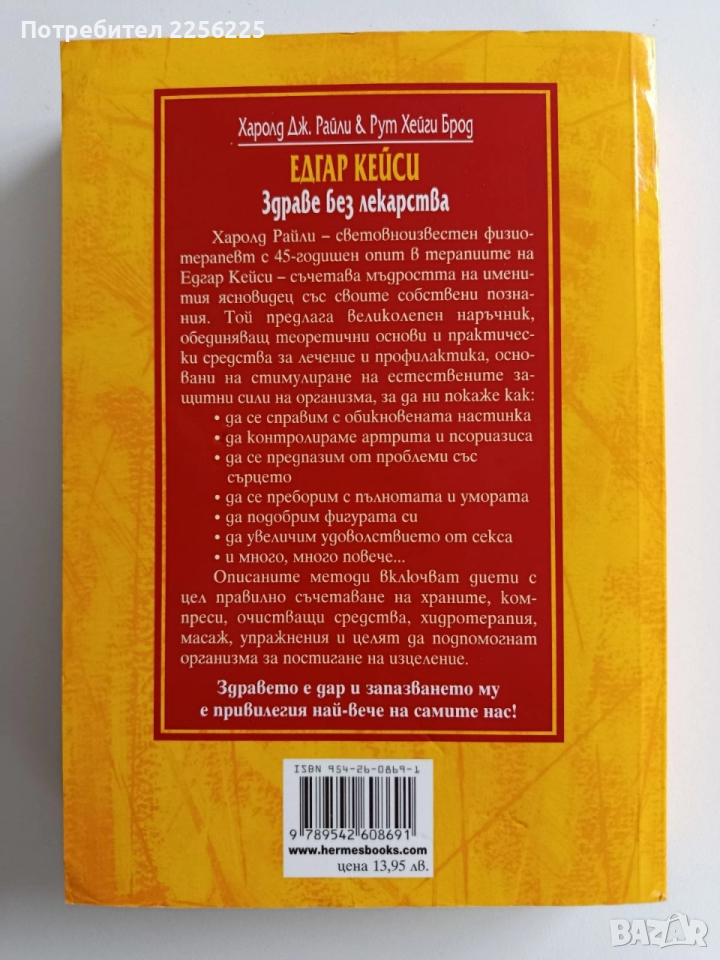 Потребител 2256225
Харолд Дж. Райли & Рут Хейги Брод
ЕДГАР КЕЙСИ
Здраве без лекарства
Харолд Райли – световноизвестен физио-
терапевт с 45-годишен опит в терапиите на
Едгар Кейси – съчетава мъдростта на имени-
тия ясновидец със своите собствени позна-
ния. Той предлага великолепен наръчник,
обединяващ теоретични основи и практичес-
ки средства за лечение и профилактика, осно-
вани на стимулиране на естествените за-
щитни сили на организма, за да ни покаже как:
• да се справим с обикновената настинка
• да контролираме артрита и псориазиса
• да се предпазим от проблеми със
сърцето
• да се преборим с пълнотата и умората
• да подобрим фигурата си
• да увеличим удоволствието от секса
• и много, много повече...
Описаните методи включват диети с
цел правилно съчетаване на храните, ком-
преси, очистващи средства, хидротерапия,
масаж, упражнения и целят да подпомогнат
организма за постигане на изцеление.
Здравето е дар и запазването му
е привилегия най-вече на самите нас!
ISBN 954-26-0869-1
9 789542 608691
www.hermesbooks.com
цена 13,95 лв.
BAZAR